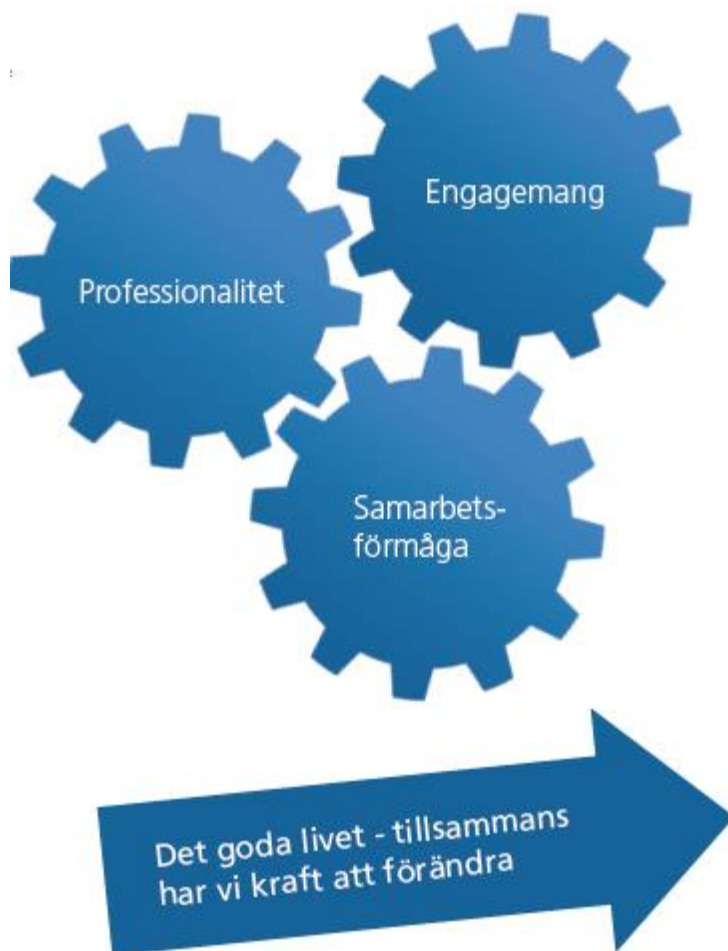 Engagemang
Professionalitet
Samarbets-
förmåga
Det goda livet - tillsammans
har vi kraft att förändra